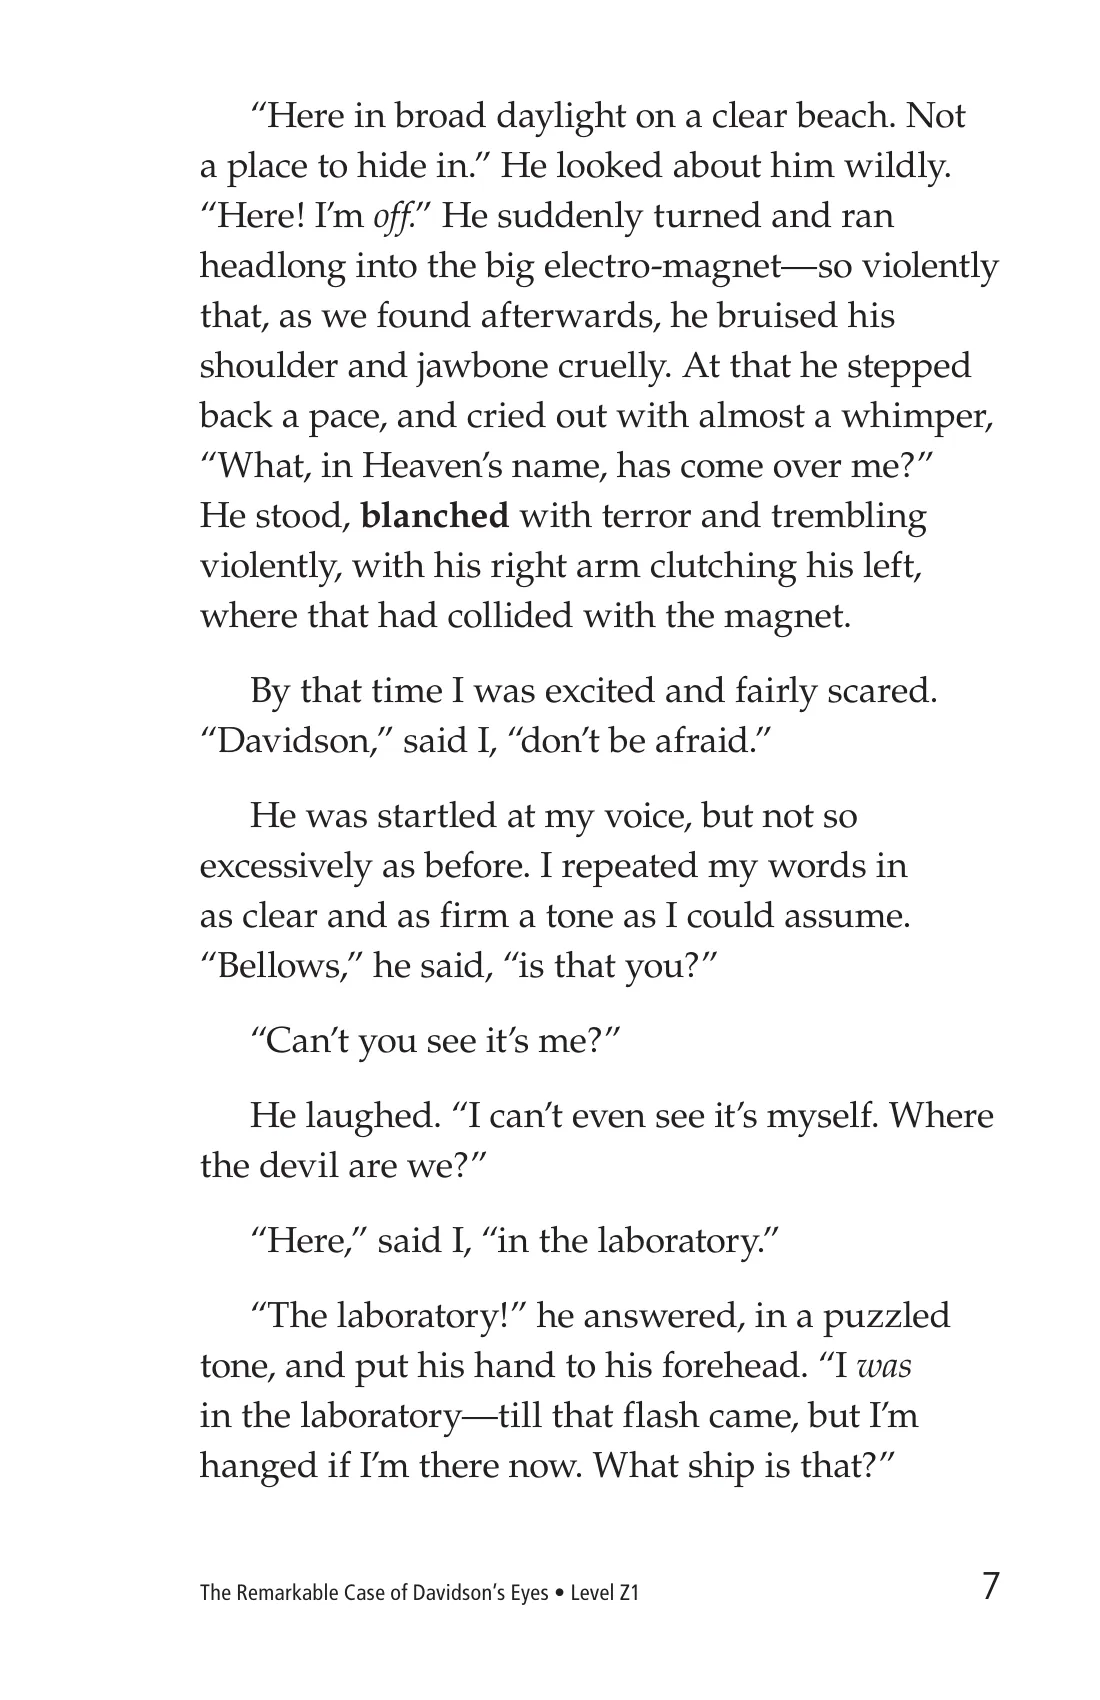 “Here in broad daylight on a clear beach. Not
a place to hide in.” He looked about him wildly.
“Here! I’m off.” He suddenly turned and ran
headlong into the big electro-magnet—so violently
that, as we found afterwards, he bruised his
shoulder and jawbone cruelly. At that he stepped
back a pace, and cried out with almost a whimper,
“What, in Heaven’s name, has come over me?”
He stood, blanched with terror and trembling
violently, with his right arm clutching his left,
where that had collided with the magnet.
By that time I was excited and fairly scared.
“Davidson,” said I, “don’t be afraid.”
He was startled at my voice, but not so
excessively as before. I repeated my words in
as clear and as firm a tone as I could assume.
“Bellows,” he said, “is that you?”
“Can’t you see it’s me?”
He laughed. “I can’t even see it’s myself. Where
the devil are we?”
“Here,” said I, “in the laboratory.”
“The laboratory!” he answered, in a puzzled
tone, and put his hand to his forehead. “I was
in the laboratory—till that flash came, but I’m
hanged if I’m there now. What ship is that?”
The Remarkable Case of Davidson’s Eyes • Level Z1
7